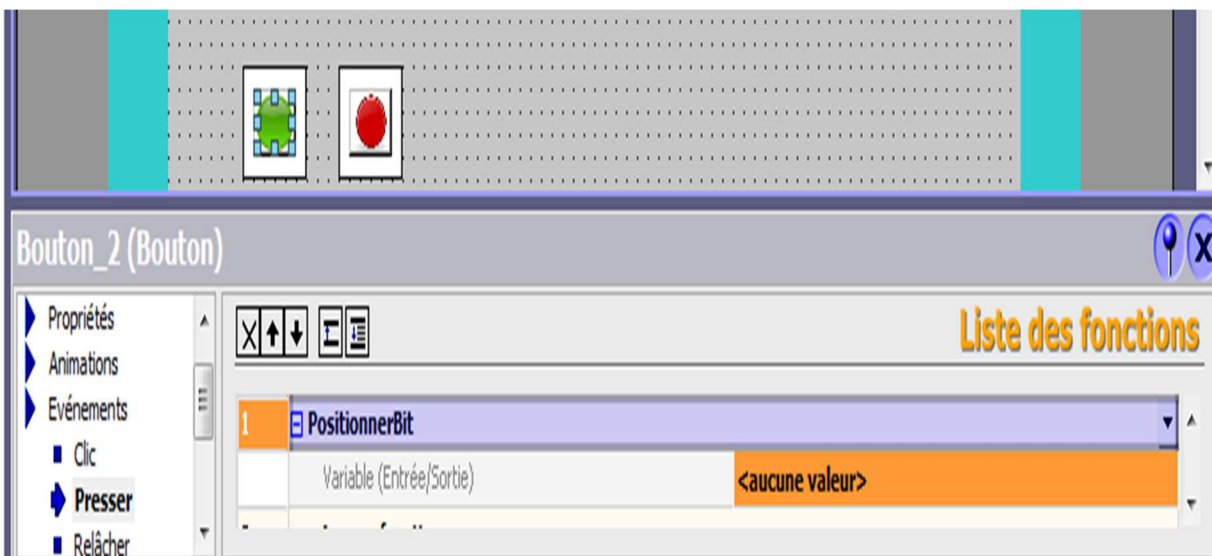 Bouton_2 (Bouton)
Propriétés
Animations
Evénements
Clic
Presser
Relâcher
Liste des fonctions
1 PositionnerBit
Variable (Entrée/Sortie) <aucune valeur>